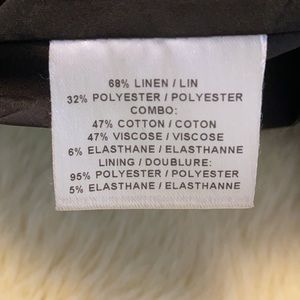 68% LINEN / LIN
32% POLYESTER / POLYESTER
COMBO:
47% COTTON / COTON
47% VISCOSE / VISCOSE
6% ELASTHANE / ELASTHANNE
LINING / DOUBLURE:
95% POLYESTER / POLYESTER
5% ELASTHANE / ELASTHANNE